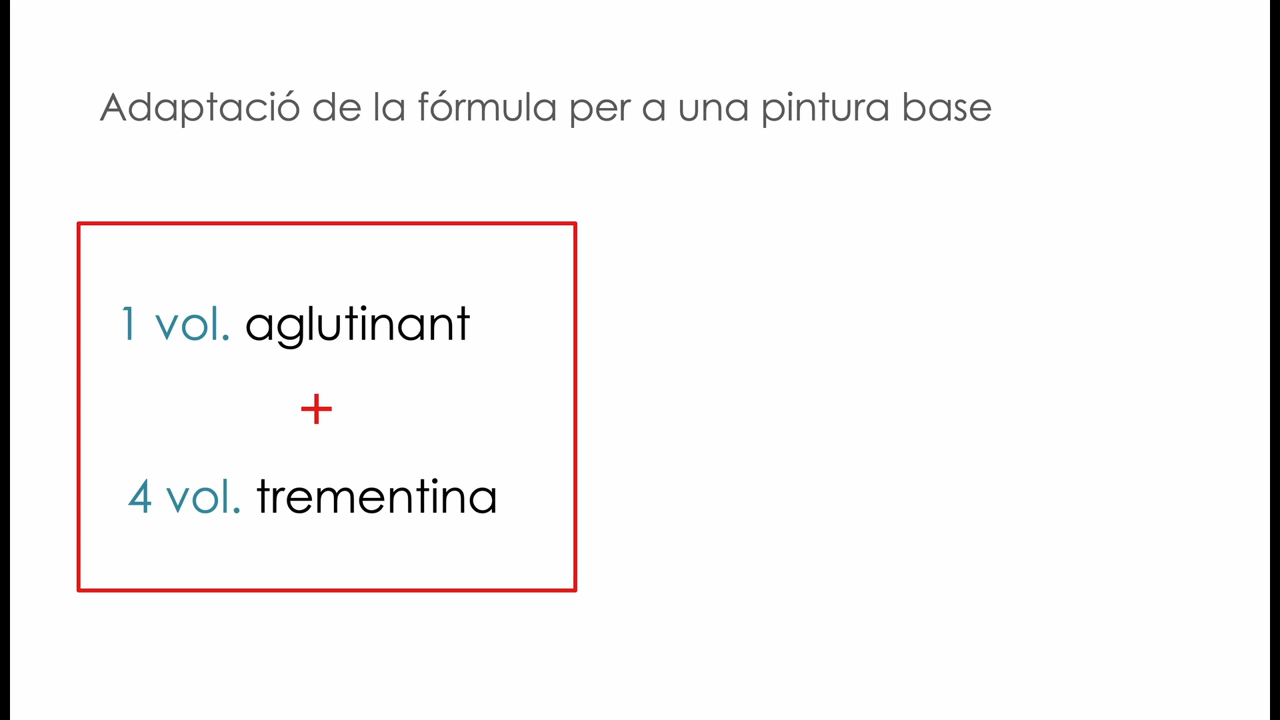 Adaptació de la fórmula per a una pintura base
1 vol. aglutinant
+
4 vol. trementina